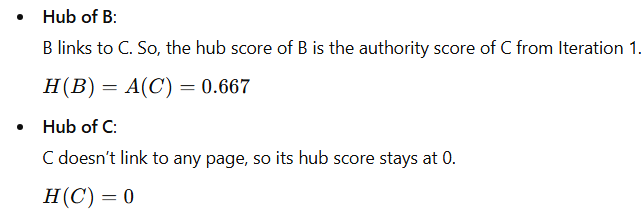 • Hub of B:
B links to C. So, the hub score of B is the authority score of C from Iteration 1.
H(B) = A(C) = 0.667
• Hub of C:
C doesn’t link to any page, so its hub score stays at 0.
H(C) = 0